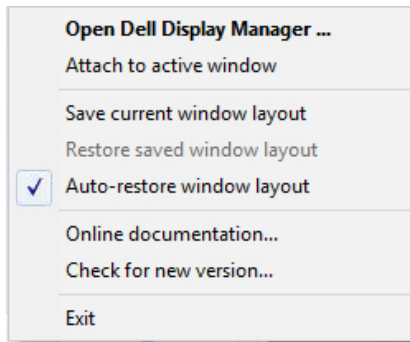 Open Dell Display Manager ...
Attach to active window
Save current window layout
Restore saved window layout
Auto-restore window layout
Online documentation...
Check for new version...
Exit